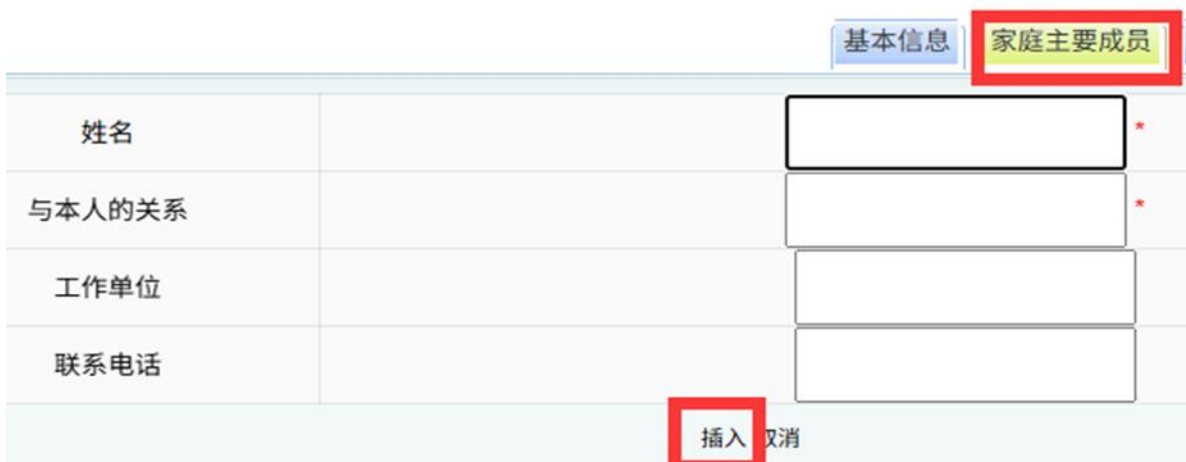 基本信息 家庭主要成员
姓名 *
与本人的关系 *
工作单位
联系电话
插入 取消